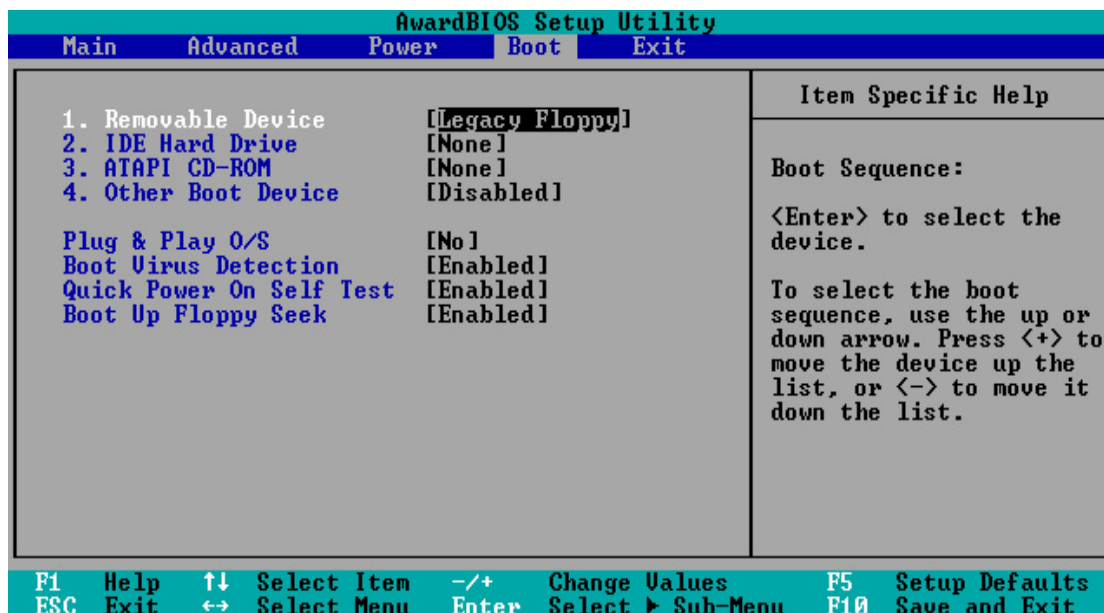 AwardBIOS Setup Utility
Main Advanced Power Boot Exit
1. Removable Device [Legacy Floppy]
2. IDE Hard Drive [None]
3. ATAPI CD-ROM [None]
4. Other Boot Device [Disabled]
Plug & Play O/S [No]
Boot Virus Detection [Enabled]
Quick Power On Self Test [Enabled]
Boot Up Floppy Seek [Enabled]
Item Specific Help
Boot Sequence:
<Enter> to select the
device.
To select the boot
sequence, use the up or
down arrow. Press <+> to
move the device up the
list, or <-> to move it
down the list.
F1 Help ↑↓ Select Item -/+ Change Values F5 Setup Defaults
ESC Exit ↔ Select Menu Enter Select ▶ Sub-Menu F10 Save and Exit